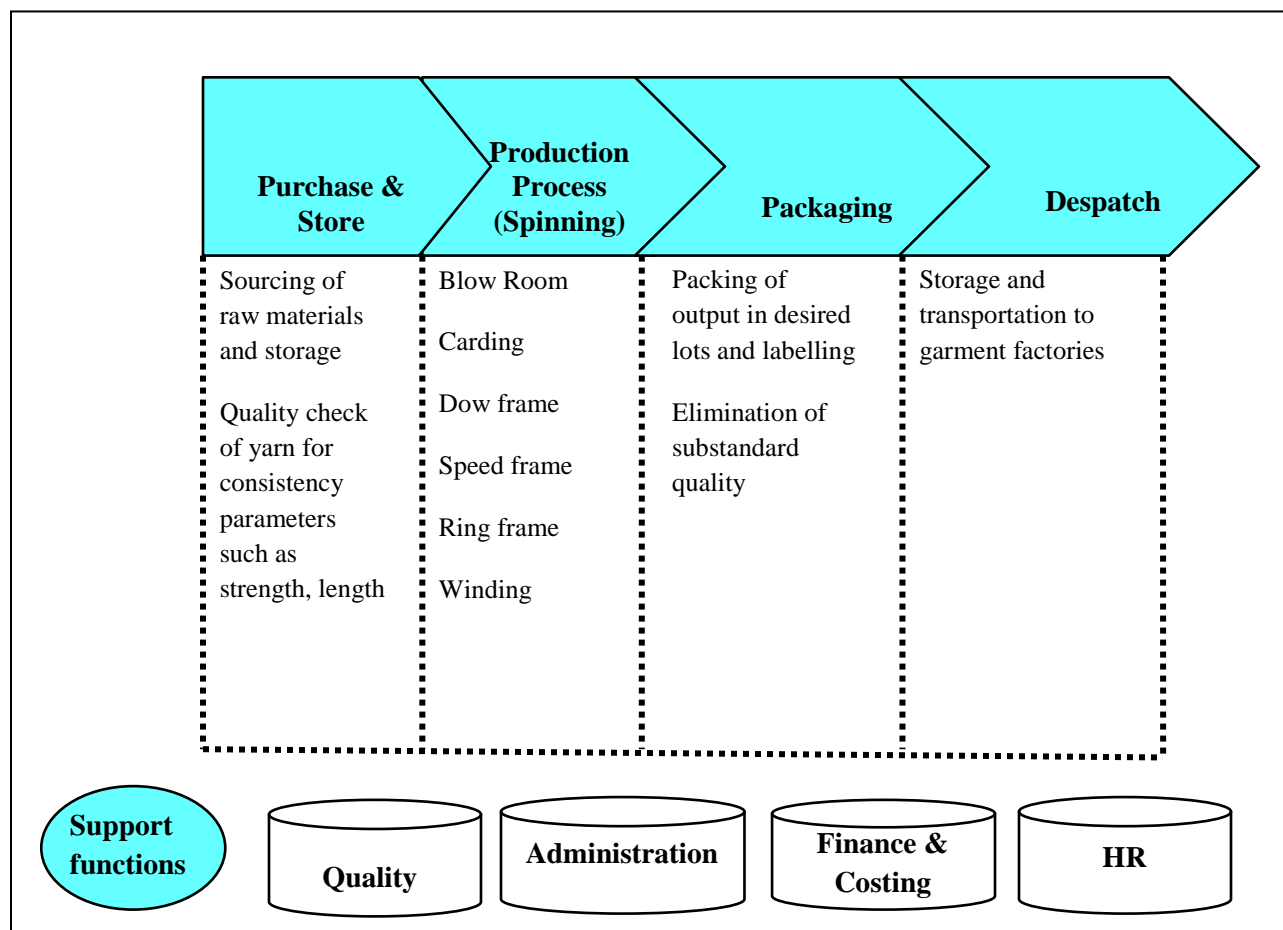 Purchase &
Store
Production
Process
(Spinning)
Packaging
Despatch
Sourcing of
raw materials
and storage
Quality check
of yarn for
consistency
parameters
such as
strength, length
Blow Room
Carding
Dow frame
Speed frame
Ring frame
Winding
Packing of
output in desired
lots and labelling
Elimination of
substandard
quality
Storage and
transportation to
garment factories
Support
functions
Quality
Administration
Finance &
Costing
HR